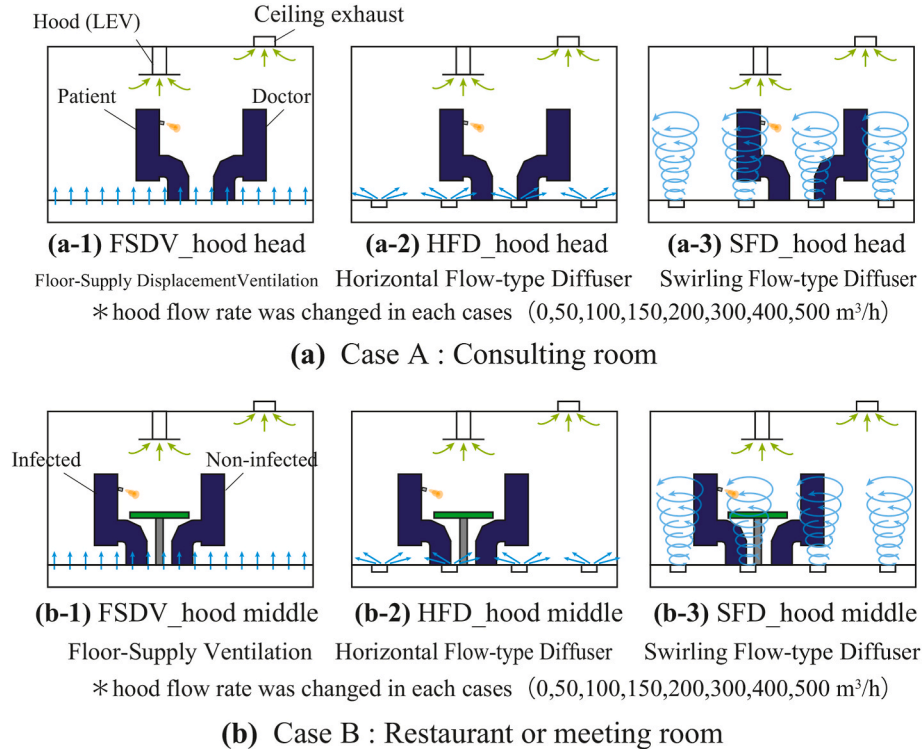 Hood (LEV)
Ceiling exhaust
Patient
Doctor
(a-1) FSDV_hood head
(a-2) HFD_hood head
(a-3) SFD_hood head
Floor-Supply DisplacementVentilation
Horizontal Flow-type Diffuser
Swirling Flow-type Diffuser
＊hood flow rate was changed in each cases （0,50,100,150,200,300,400,500 m³/h）
(a) Case A : Consulting room
Infected
Non-infected
(b-1) FSDV_hood middle
(b-2) HFD_hood middle
(b-3) SFD_hood middle
Floor-Supply Ventilation
Horizontal Flow-type Diffuser
Swirling Flow-type Diffuser
＊hood flow rate was changed in each cases （0,50,100,150,200,300,400,500 m³/h）
(b) Case B : Restaurant or meeting room